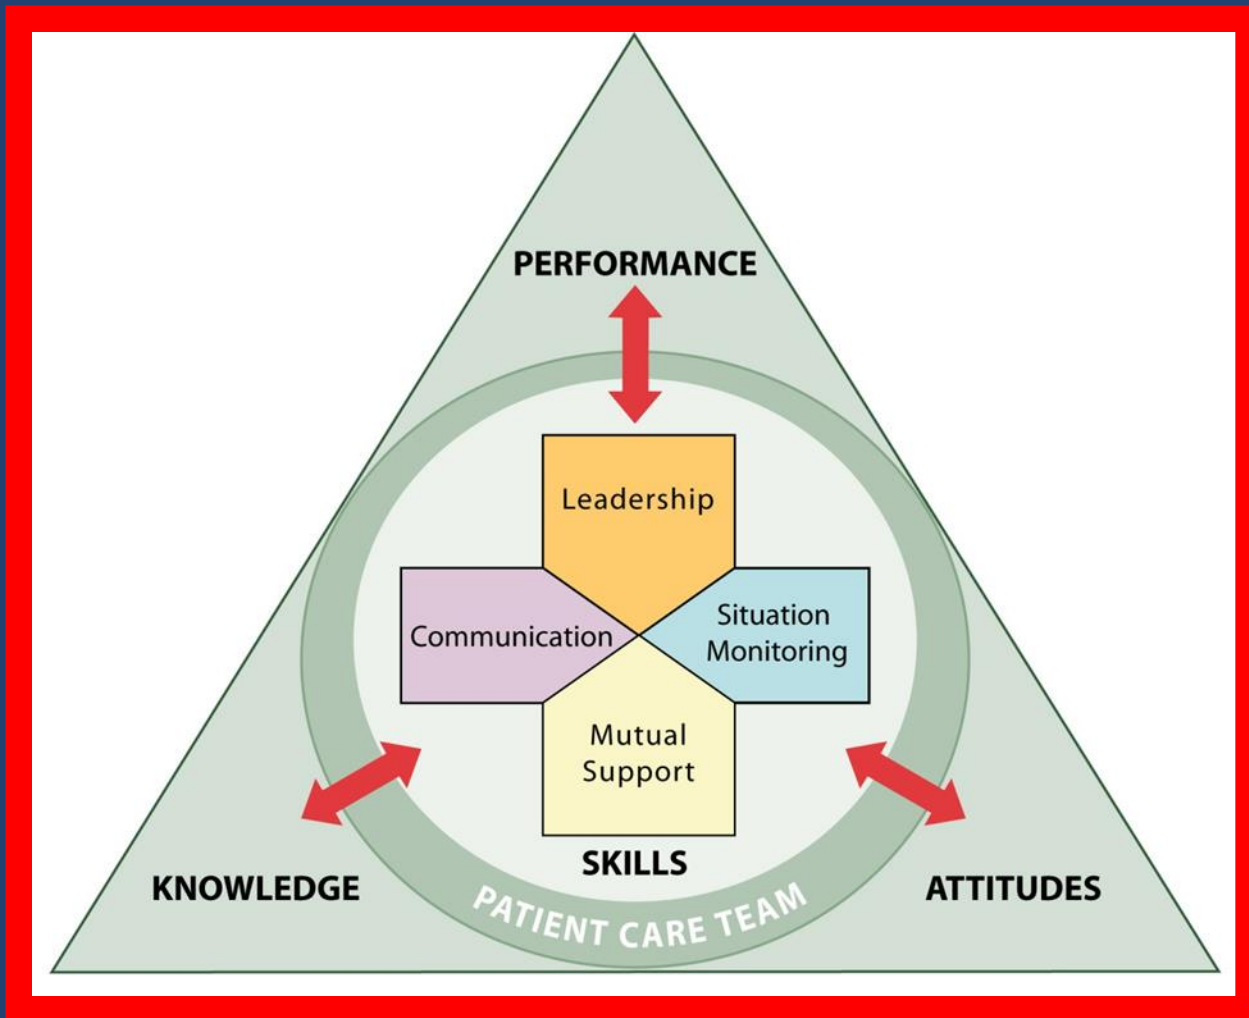 PERFORMANCE
Leadership
Communication
Situation
Monitoring
Mutual
Support
SKILLS
KNOWLEDGE
ATTITUDES
PATIENT CARE TEAM